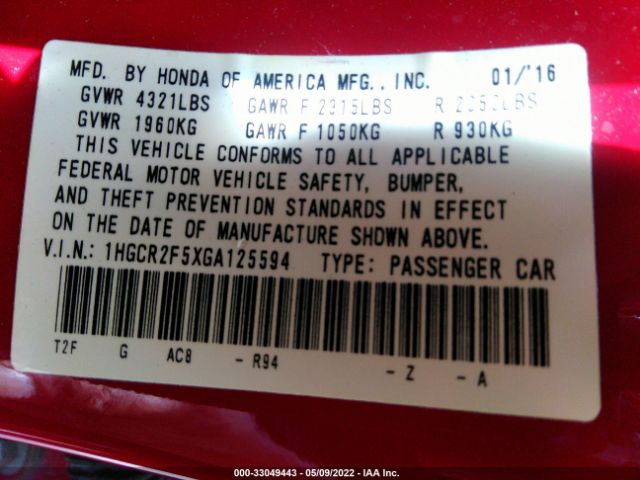 MFD. BY HONDA OF AMERICA MFG., INC. 01/'16
GVWR 4321LBS GAWR F 2315LBS R 2050LBS
GVWR 1960KG GAWR F 1050KG R 930KG
THIS VEHICLE CONFORMS TO ALL APPLICABLE
FEDERAL MOTOR VEHICLE SAFETY, BUMPER,
AND THEFT PREVENTION STANDARDS IN EFFECT
ON THE DATE OF MANUFACTURE SHOWN ABOVE.
V.I.N.: 1HGCR2F5XGA125594 TYPE: PASSENGER CAR
T2F G AC8 - R94 - Z - A
000-33049443 - 05/09/2022 - IAA Inc.